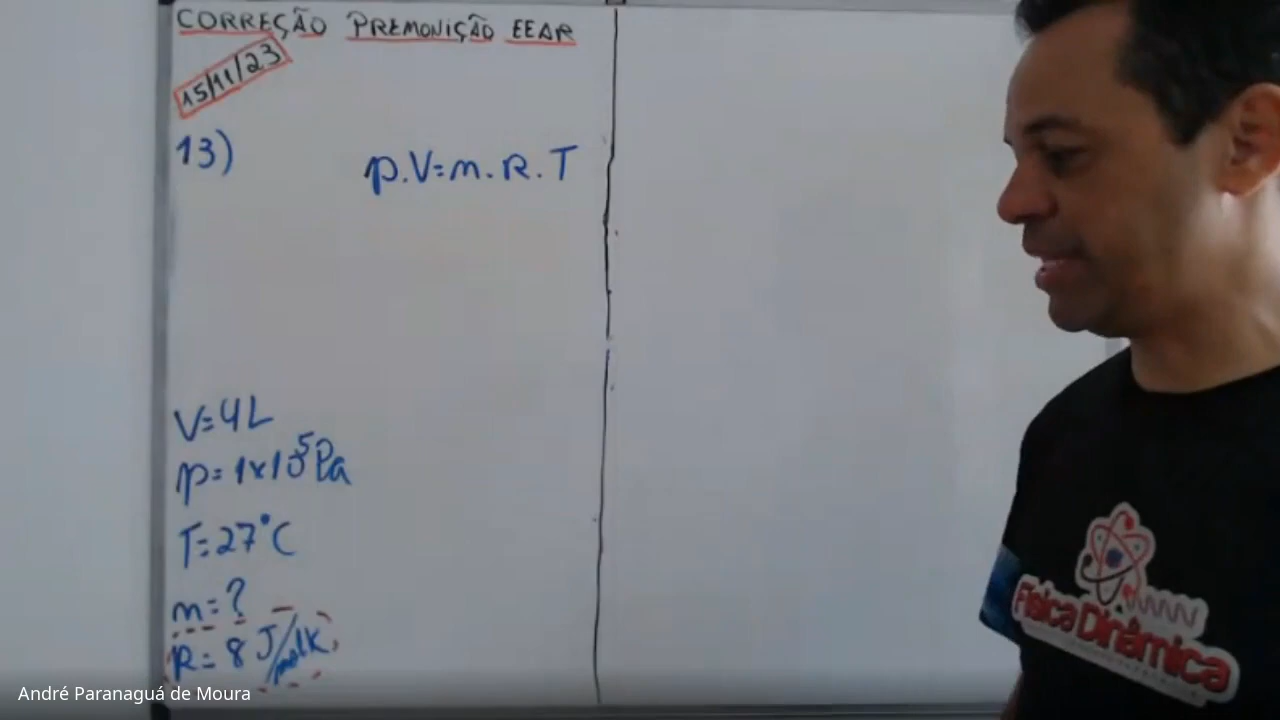 CORREÇÃO PREMONIÇÃO EEAR
15/11/23
13)
p.V=n.R.T
V=4L
p=1x10⁵Pa
T=27°C
n=?
R=8 J/molK
Física Dinâmica
André Paranaguá de Moura